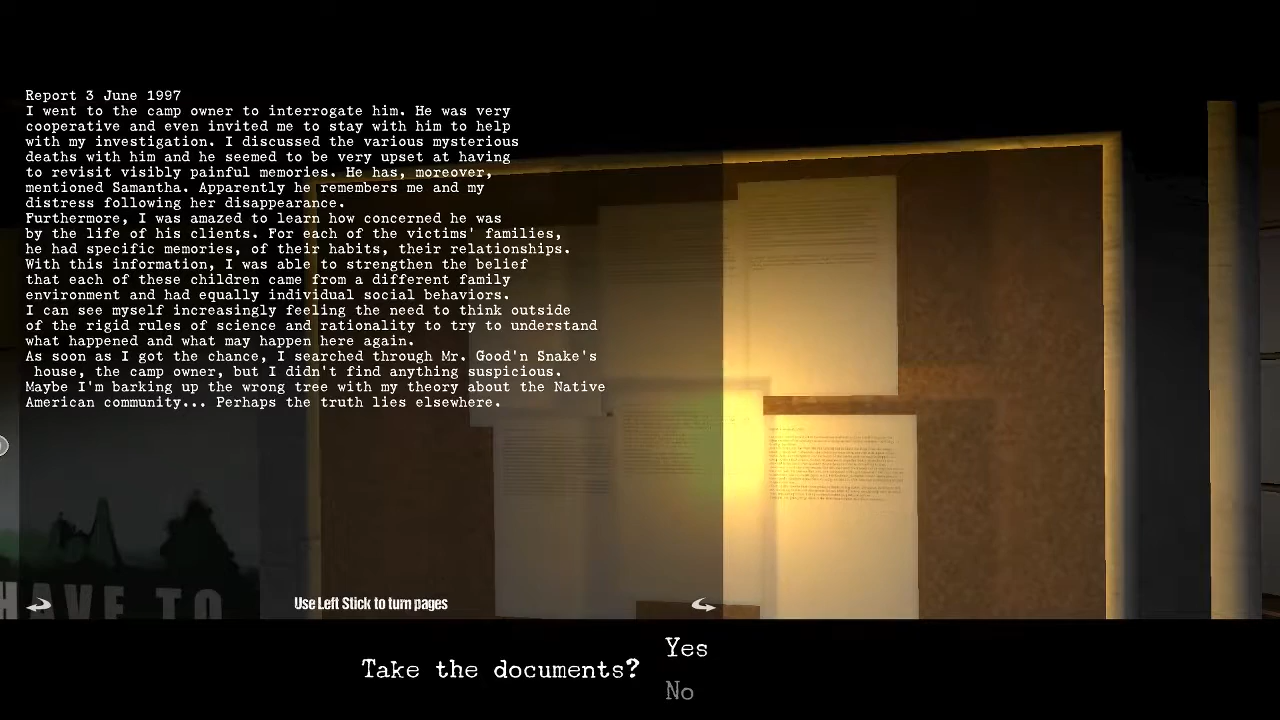 Report 3 June 1997
I went to the camp owner to interrogate him. He was very
cooperative and even invited me to stay with him to help
with my investigation. I discussed the various mysterious
deaths with him and he seemed to be very upset at having
to revisit visibly painful memories. He has, moreover,
mentioned Samantha. Apparently he remembers me and my
distress following her disappearance.
Furthermore, I was amazed to learn how concerned he was
by the life of his clients. For each of the victims' families,
he had specific memories, of their habits, their relationships.
With this information, I was able to strengthen the belief
that each of these children came from a different family
environment and had equally individual social behaviors.
I can see myself increasingly feeling the need to think outside
of the rigid rules of science and rationality to try to understand
what happened and what may happen here again.
As soon as I got the chance, I searched through Mr. Good'n Snake's
house, the camp owner, but I didn't find anything suspicious.
Maybe I'm barking up the wrong tree with my theory about the Native
American community... Perhaps the truth lies elsewhere.
HAVE TO
Use Left Stick to turn pages
Take the documents?
Yes
No